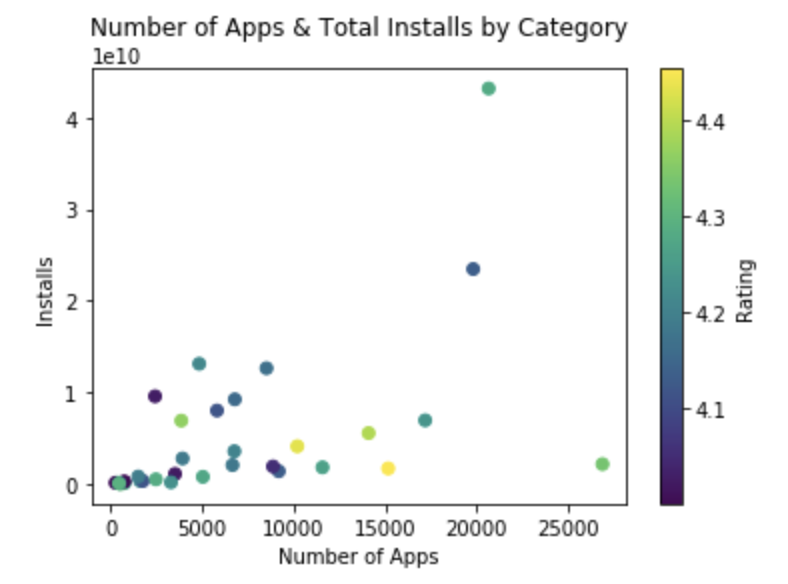 Number of Apps & Total Installs by Category
1e10
4
3
2
1
0
Installs
0 5000 10000 15000 20000 25000
Number of Apps
4.4
4.3
4.2
4.1
Rating